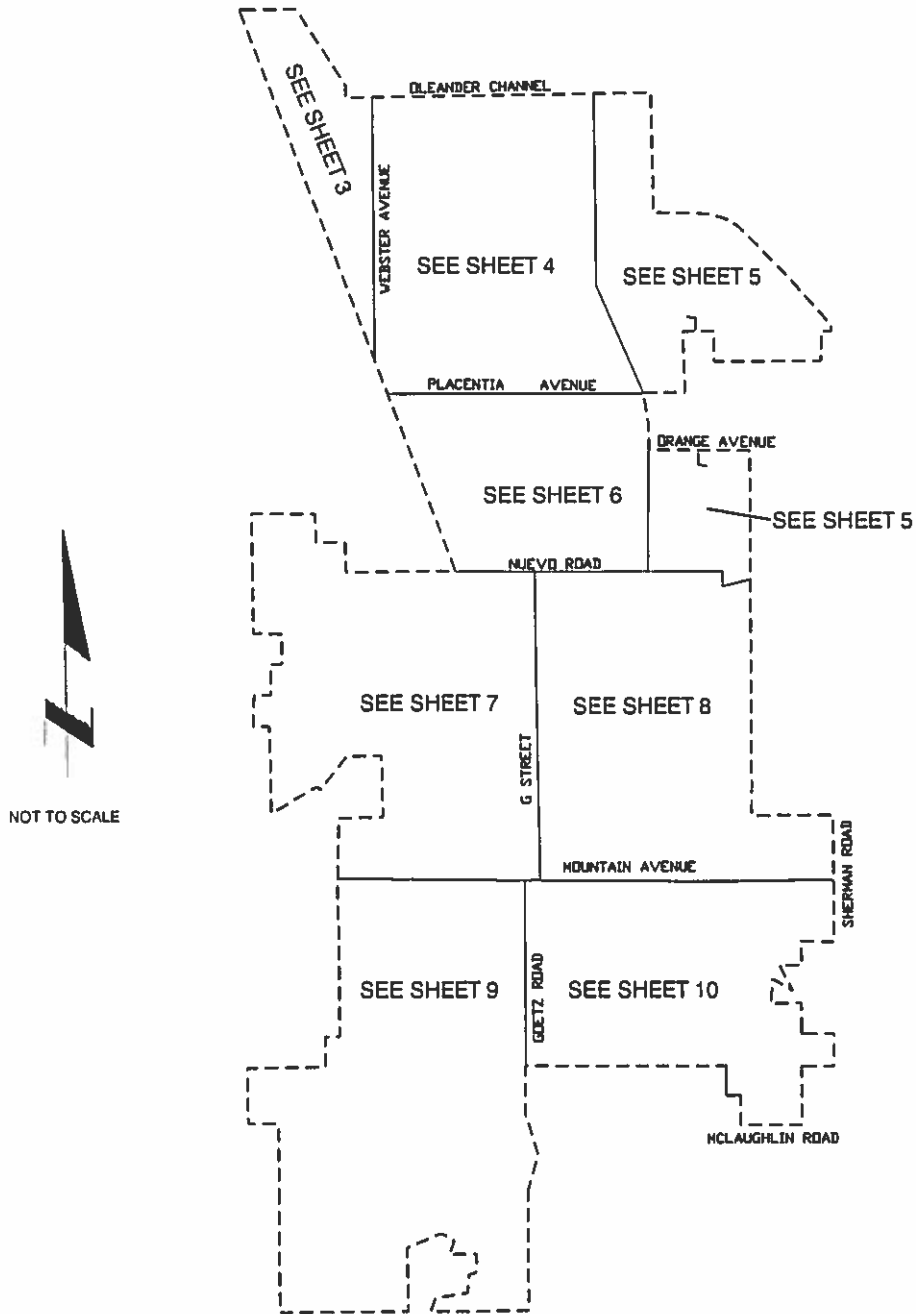 OLEANDER CHANNEL
SEE SHEET 3
WEBSTER AVENUE
SEE SHEET 4
SEE SHEET 5
PLACENTIA AVENUE
ORANGE AVENUE
SEE SHEET 6
SEE SHEET 5
NUEVO ROAD
SEE SHEET 7
SEE SHEET 8
G STREET
NOT TO SCALE
MOUNTAIN AVENUE
SHERMAN ROAD
SEE SHEET 9
GOETZ ROAD
SEE SHEET 10
MCLAUGHLIN ROAD